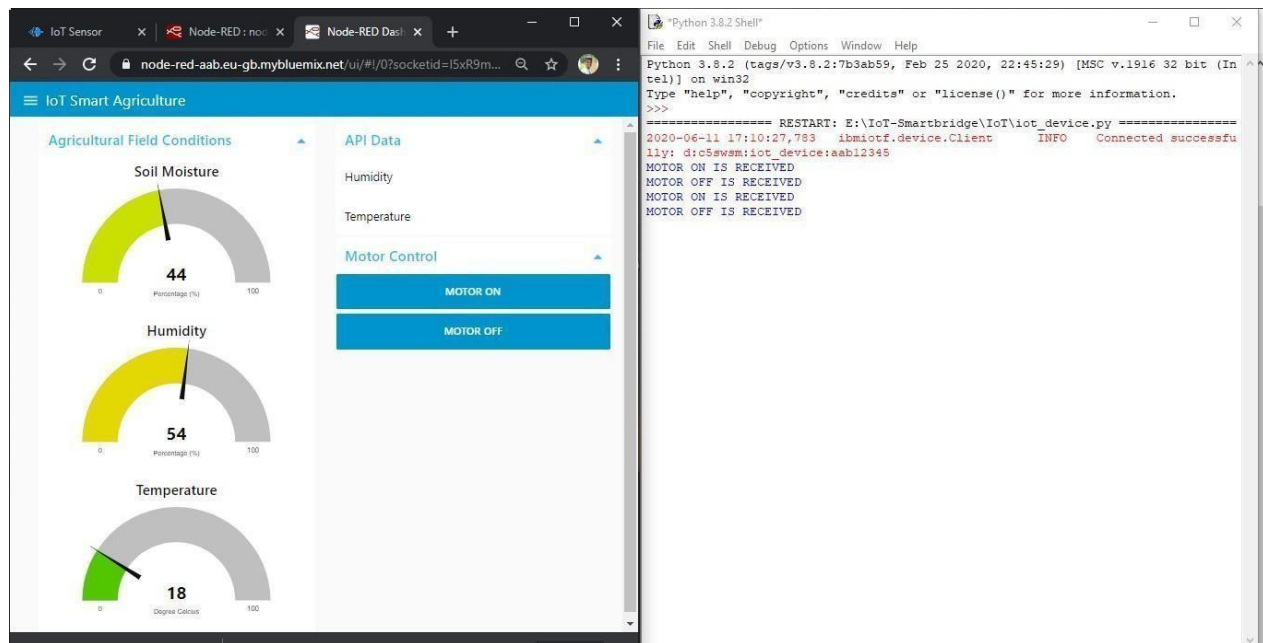 IoT Sensor
Node-RED : nod
Node-RED Dash
node-red-aab.eu-gb.mybluemix.net/ui/#!/0?socketid=I5xR9m...
IoT Smart Agriculture
Agricultural Field Conditions
Soil Moisture
44
0
Percentage (%)
100
Humidity
54
0
Percentage (%)
100
Temperature
18
0
Degree Celcius
100
API Data
Humidity
Temperature
Motor Control
MOTOR ON
MOTOR OFF
*Python 3.8.2 Shell*
File Edit Shell Debug Options Window Help
Python 3.8.2 (tags/v3.8.2:7b3ab59, Feb 25 2020, 22:45:29) [MSC v.1916 32 bit (In
tel)] on win32
Type "help", "copyright", "credits" or "license()" for more information.
>>>
================= RESTART: E:\IoT-Smartbridge\IoT\iot_device.py ================
2020-06-11 17:10:27,783 ibmiotf.device.Client INFO Connected successfu
lly: d:c5swsm:iot_device:aab12345
MOTOR ON IS RECEIVED
MOTOR OFF IS RECEIVED
MOTOR ON IS RECEIVED
MOTOR OFF IS RECEIVED